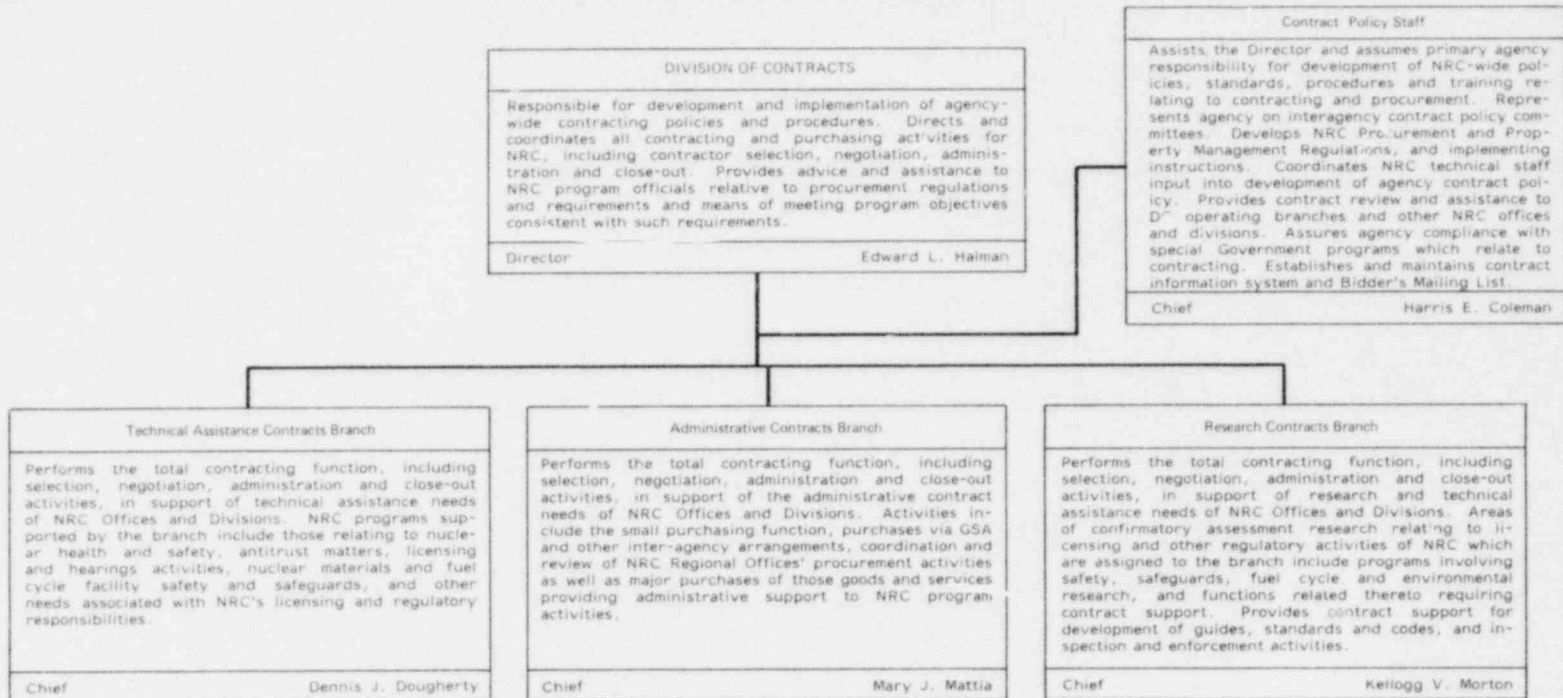 Contract Policy Staff
Assists the Director and assumes primary agency
responsibility for development of NRC-wide pol-
icies, standards, procedures and training re-
lating to contracting and procurement. Repre-
sents agency on interagency contract policy com-
mittees. Develops NRC Procurement and Prop-
erty Management Regulations, and implementing
instructions. Coordinates NRC technical staff
input into development of agency contract pol-
icy. Provides contract review and assistance to
operating branches and other NRC offices
and divisions. Assures agency compliance with
special Government programs which relate to
contracting. Establishes and maintains contract
information system and Bidder's Mailing List.
Chief Harris E. Coleman
DIVISION OF CONTRACTS
Responsible for development and implementation of agency-
wide contracting policies and procedures. Directs and
coordinates all contracting and purchasing activities for
NRC, including contractor selection, negotiation, adminis-
tration and close-out. Provides advice and assistance to
NRC program officials relative to procurement regulations
and requirements and means of meeting program objectives
consistent with such requirements.
Director Edward L. Halman
Technical Assistance Contracts Branch
Performs the total contracting function, including
selection, negotiation, administration and close-out
activities, in support of technical assistance needs
of NRC Offices and Divisions. NRC programs sup-
ported by the branch include those relating to nucle-
ar health and safety, antitrust matters, licensing
and hearings activities, nuclear materials and fuel
cycle facility safety and safeguards, and other
needs associated with NRC's licensing and regulatory
responsibilities.
Chief Dennis J. Dougherty
Administrative Contracts Branch
Performs the total contracting function, including
selection, negotiation, administration and close-out
activities, in support of the administrative contract
needs of NRC Offices and Divisions. Activities in-
clude the small purchasing function, purchases via GSA
and other inter-agency arrangements, coordination and
review of NRC Regional Offices' procurement activities
as well as major purchases of those goods and services
providing administrative support to NRC program
activities.
Chief Mary J. Mattia
Research Contracts Branch
Performs the total contracting function, including
selection, negotiation, administration and close-out
activities, in support of research and technical
assistance needs of NRC Offices and Divisions. Areas
of confirmatory assessment research relating to li-
censing and other regulatory activities of NRC which
are assigned to the branch include programs involving
safety, safeguards, fuel cycle and environmental
research, and functions related thereto requiring
contract support. Provides contract support for
development of guides, standards and codes, and in-
spection and enforcement activities.
Chief Kellogg V. Morton